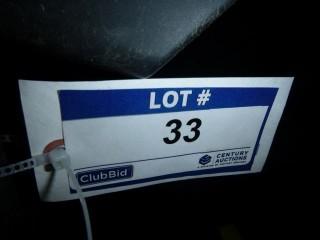 LOT #
33
ClubBid
CENTURY
AUCTIONS